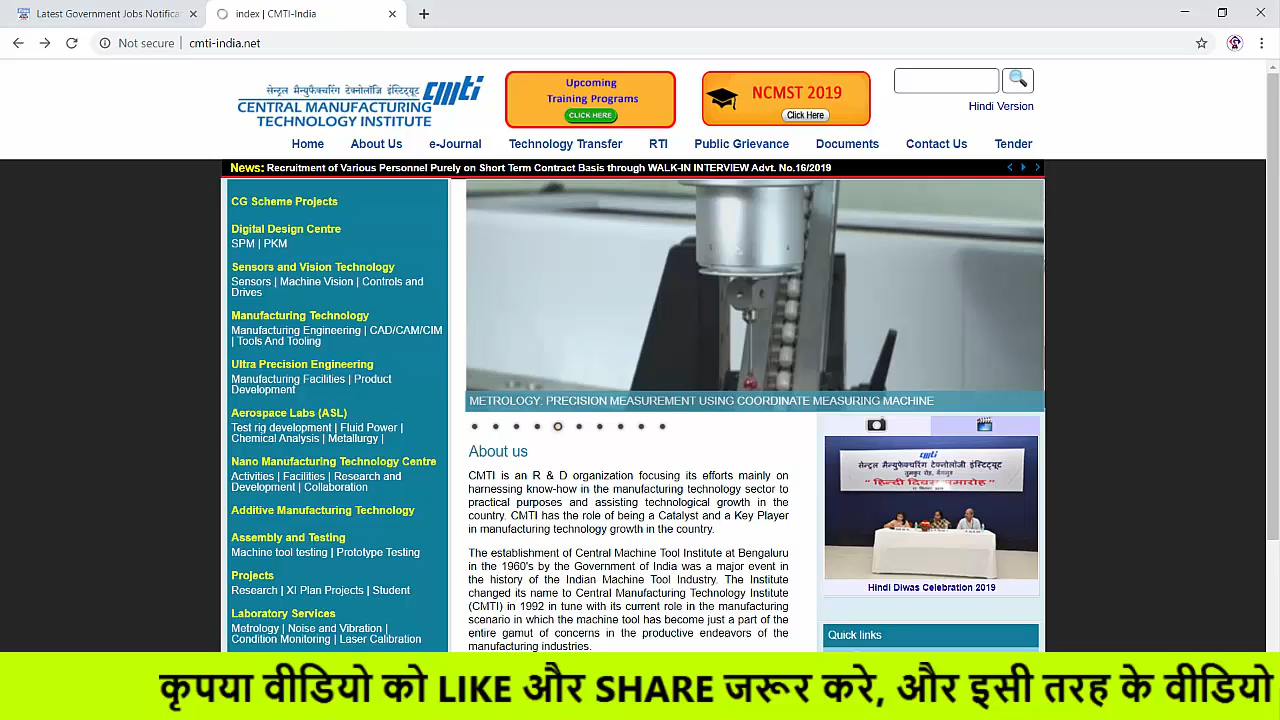 Latest Government Jobs Notifica
index | CMTI-India
Not secure
cmti-india.net
सेन्ट्रल मैन्युफैक्चरिंग टेक्नोलॉजि इंस्टिट्यूट
cmti
CENTRAL MANUFACTURING
TECHNOLOGY INSTITUTE
Upcoming
Training Programs
CLICK HERE
NCMST 2019
Click Here
Hindi Version
Home
About Us
e-Journal
Technology Transfer
RTI
Public Grievance
Documents
Contact Us
Tender
News: Recruitment of Various Personnel Purely on Short Term Contract Basis through WALK-IN INTERVIEW Advt. No.16/2019
CG Scheme Projects
Digital Design Centre
SPM | PKM
Sensors and Vision Technology
Sensors | Machine Vision | Controls and
Drives
Manufacturing Technology
Manufacturing Engineering | CAD/CAM/CIM
| Tools And Tooling
Ultra Precision Engineering
Manufacturing Facilities | Product
Development
Aerospace Labs (ASL)
Test rig development | Fluid Power |
Chemical Analysis | Metallurgy |
Nano Manufacturing Technology Centre
Activities | Facilities | Research and
Development | Collaboration
Additive Manufacturing Technology
Assembly and Testing
Machine tool testing | Prototype Testing
Projects
Research | XI Plan Projects | Student
Laboratory Services
Metrology | Noise and Vibration |
Condition Monitoring | Laser Calibration
METROLOGY: PRECISION MEASUREMENT USING COORDINATE MEASURING MACHINE
About us
CMTI is an R & D organization focusing its efforts mainly on
harnessing know-how in the manufacturing technology sector to
practical purposes and assisting technological growth in the
country. CMTI has the role of being a Catalyst and a Key Player
in manufacturing technology growth in the country.
The establishment of Central Machine Tool Institute at Bengaluru
in the 1960's by the Government of India was a major event in
the history of the Indian Machine Tool Industry. The Institute
changed its name to Central Manufacturing Technology Institute
(CMTI) in 1992 in tune with its current role in the manufacturing
scenario in which the machine tool has become just a part of the
entire gamut of concerns in the productive endeavors of the
manufacturing industries.
cmti
सेन्ट्रल मैन्युफैक्चरिंग टेक्नोलॉजी इंस्टिट्यूट
Hindi Diwas Celebration 2019
Quick links
कृपया वीडियो को LIKE और SHARE जरूर करे, और इसी तरह के वीडियो